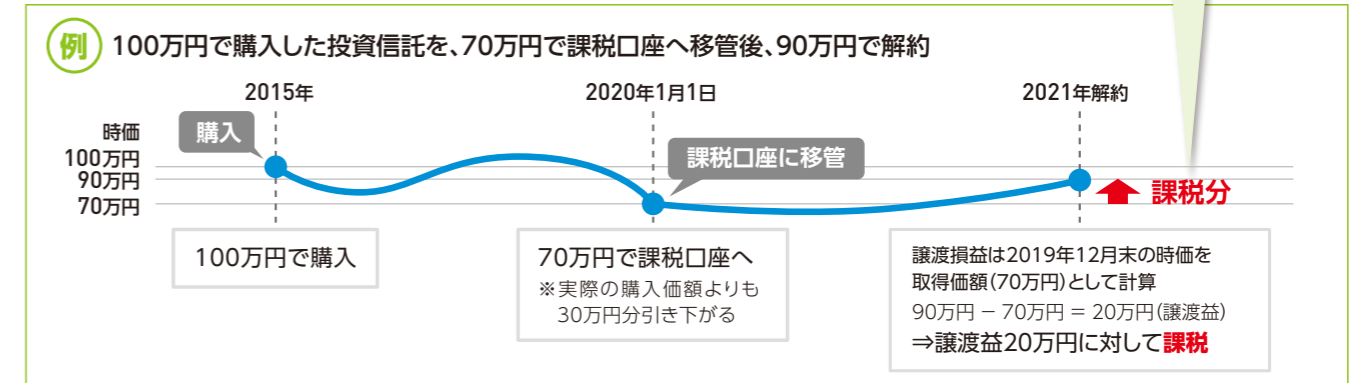 例 100万円で購入した投資信託を、70万円で課税口座へ移管後、90万円で解約
2015年
2020年1月1日
2021年解約
時価
100万円
90万円
70万円
購入
課税口座に移管
課税分
100万円で購入
70万円で課税口座へ
※実際の購入価額よりも
30万円分引き下がる
譲渡損益は2019年12月末の時価を
取得価額(70万円)として計算
90万円 − 70万円 = 20万円(譲渡益)
⇒譲渡益20万円に対して課税